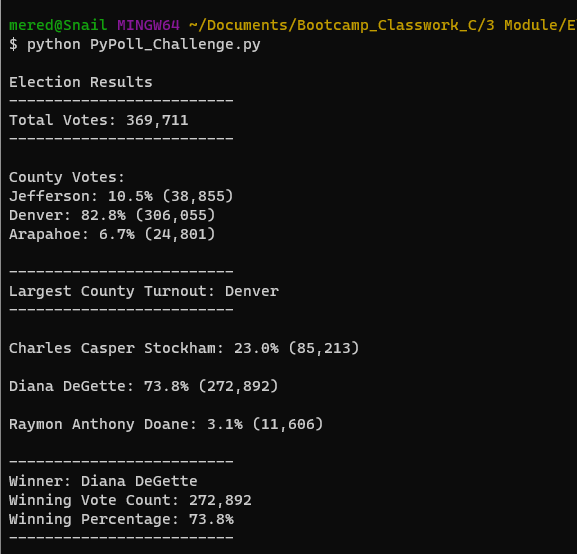 mered@Snail MINGW64 ~/Documents/Bootcamp_Classwork_C/3 Module/E
$ python PyPoll_Challenge.py
Election Results
-------------------------
Total Votes: 369,711
-------------------------
County Votes:
Jefferson: 10.5% (38,855)
Denver: 82.8% (306,055)
Arapahoe: 6.7% (24,801)
-------------------------
Largest County Turnout: Denver
-------------------------
Charles Casper Stockham: 23.0% (85,213)
Diana DeGette: 73.8% (272,892)
Raymon Anthony Doane: 3.1% (11,606)
-------------------------
Winner: Diana DeGette
Winning Vote Count: 272,892
Winning Percentage: 73.8%
-------------------------